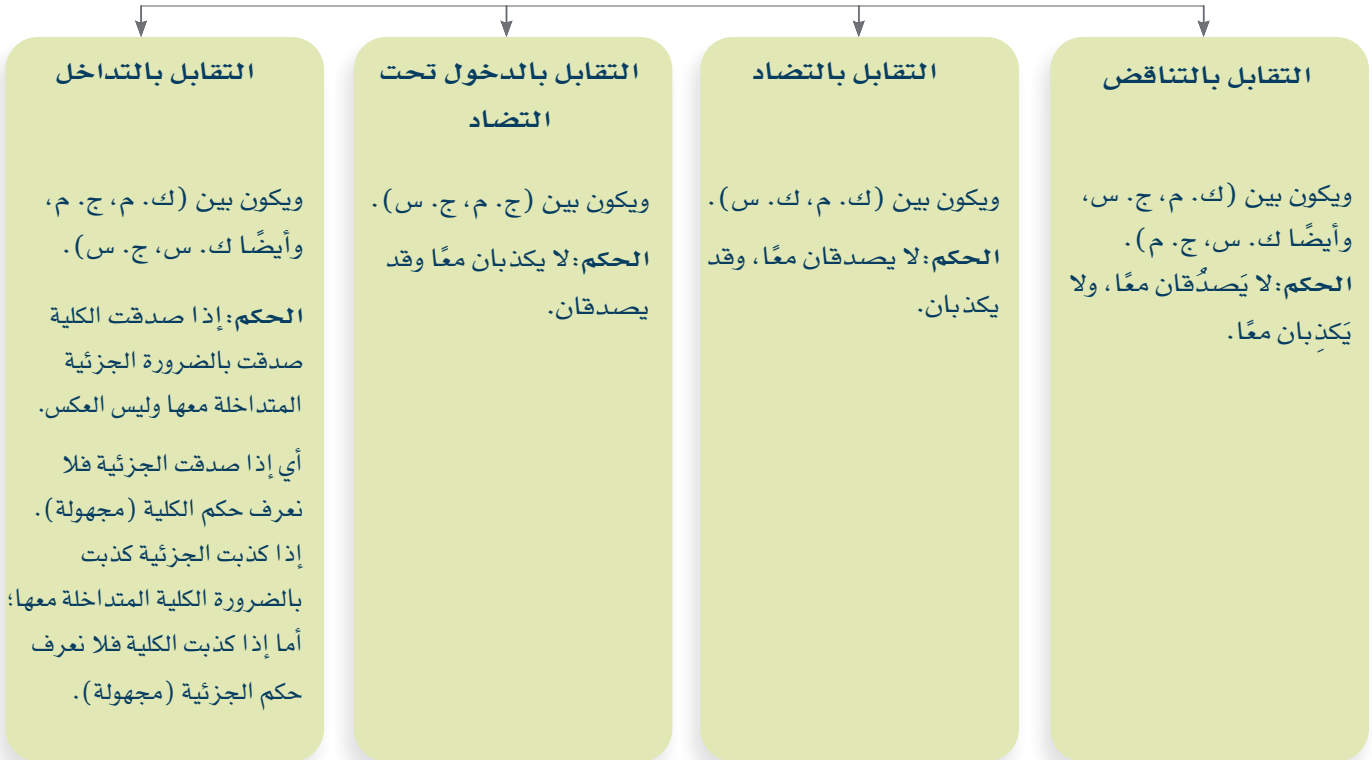 التقابل بالتناقض
ويكون بين (ك. م، ج. س،
وأيضًا ك. س، ج. م).
الحكم: لا يَصدُقان معًا، ولا
يَكذِبان معًا.
التقابل بالتضاد
ويكون بين (ك. م، ك. س).
الحكم: لا يصدقان معًا، وقد
يكذبان.
التقابل بالدخول تحت
التضاد
ويكون بين (ج. م، ج. س).
الحكم: لا يكذبان معًا وقد
يصدقان.
التقابل بالتداخل
ويكون بين (ك. م، ج. م،
وأيضًا ك. س، ج. س).
الحكم: إذا صدقت الكلية
صدقت بالضرورة الجزئية
المتداخلة معها وليس العكس.
أي إذا صدقت الجزئية فلا
نعرف حكم الكلية (مجهولة).
إذا كذبت الجزئية كذبت
بالضرورة الكلية المتداخلة معها؛
أما إذا كذبت الكلية فلا نعرف
حكم الجزئية (مجهولة).